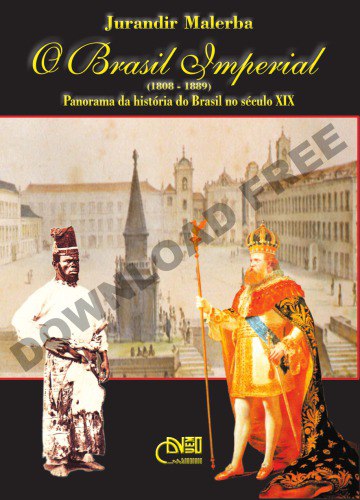 Jurandir Malerba
O Brasil Imperial
(1808 - 1889)
Panorama da história do Brasil no século XIX
DOWNLOAD FREE